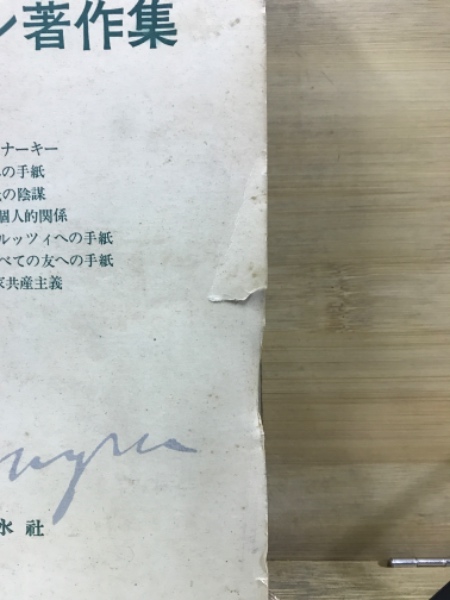 ン著作集
ナーキー
の手紙
の陰謀
個人的関係
ルッツィへの手紙
べての友への手紙
家共産主義
水社